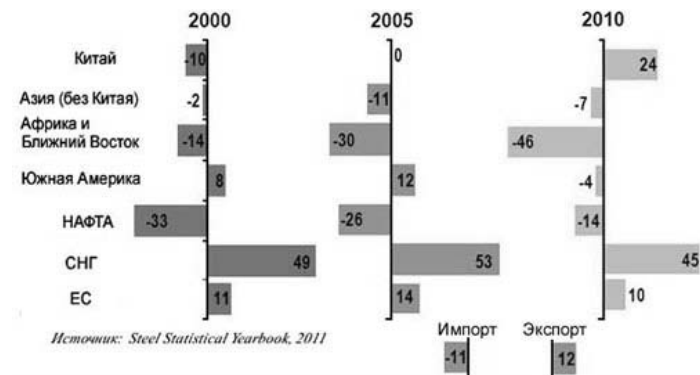 2000 2005 2010
Китай -10 0 24
Азия (без Китая) -2 -11 -7
Африка и
Ближний Восток -14 -30 -46
Южная Америка 8 12 -4
НАФТА -33 -26 -14
СНГ 49 53 45
ЕС 11 14 10
Источник: Steel Statistical Yearbook, 2011
Импорт Экспорт
-11 12